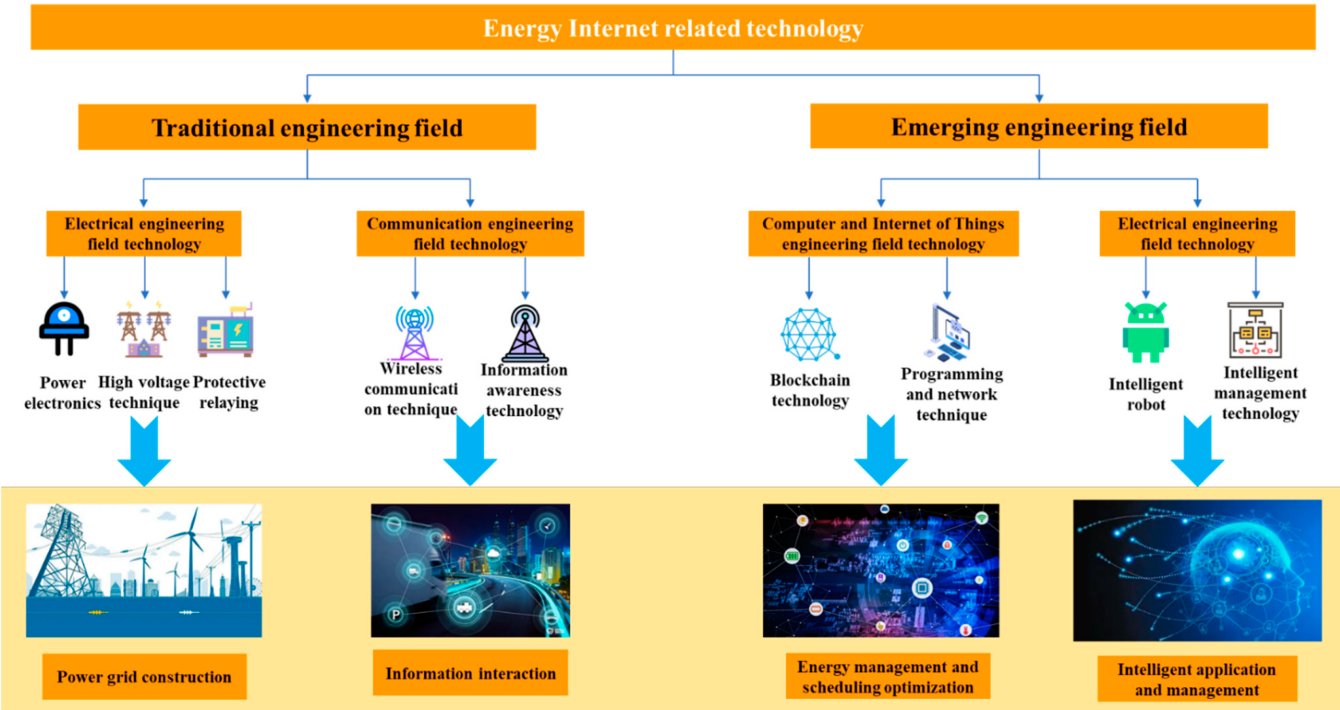 Energy Internet related technology
Traditional engineering field
Emerging engineering field
Electrical engineering
field technology
Communication engineering
field technology
Computer and Internet of Things
engineering field technology
Electrical engineering
field technology
Power
electronics
High voltage
technique
Protective
relaying
Wireless
communicati
on technique
Information
awareness
technology
Blockchain
technology
Programming
and network
technique
Intelligent
robot
Intelligent
management
technology
P
Power grid construction
Information interaction
Energy management and
scheduling optimization
Intelligent application
and management